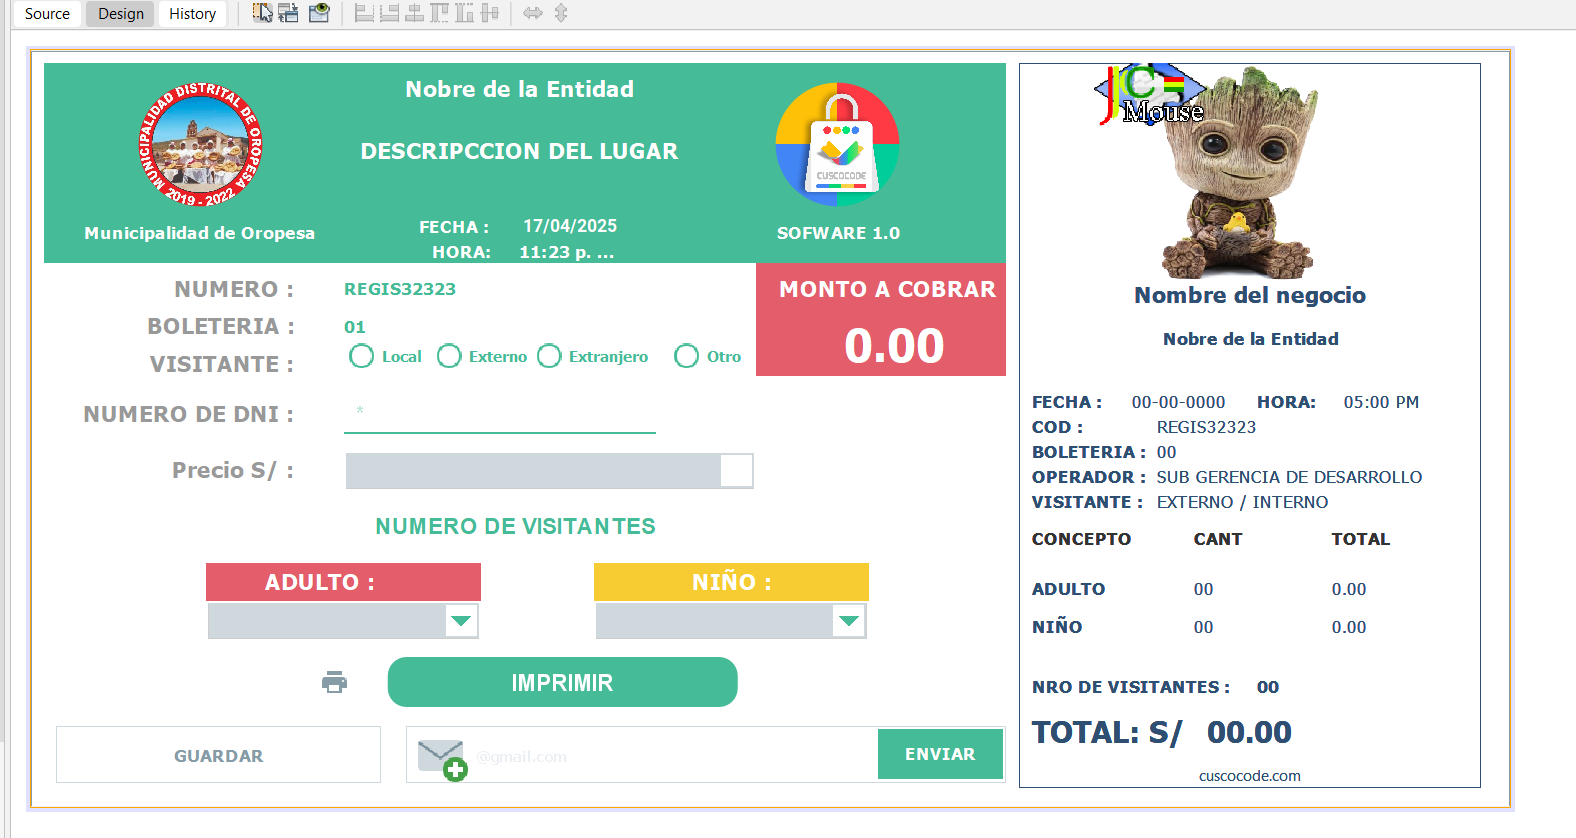 Source Design History
Nobre de la Entidad
DESCRIPCCION DEL LUGAR
MUNICIPALIDAD DISTRITAL DE OROPESA
2019 - 2022
CUSCOCODE
Municipalidad de Oropesa
FECHA : 17/04/2025
HORA: 11:23 p. ...
SOFWARE 1.0
NUMERO : REGIS32323
BOLETERIA : 01
VISITANTE : Local Externo Extranjero Otro
MONTO A COBRAR
0.00
NUMERO DE DNI : *
Precio S/ :
NUMERO DE VISITANTES
ADULTO : NIÑO :
IMPRIMIR
GUARDAR
@gmail.com
ENVIAR
JC
Mouse
Nombre del negocio
Nobre de la Entidad
FECHA : 00-00-0000 HORA: 05:00 PM
COD : REGIS32323
BOLETERIA : 00
OPERADOR : SUB GERENCIA DE DESARROLLO
VISITANTE : EXTERNO / INTERNO
CONCEPTO CANT TOTAL
ADULTO 00 0.00
NIÑO 00 0.00
NRO DE VISITANTES : 00
TOTAL: S/ 00.00
cuscocode.com